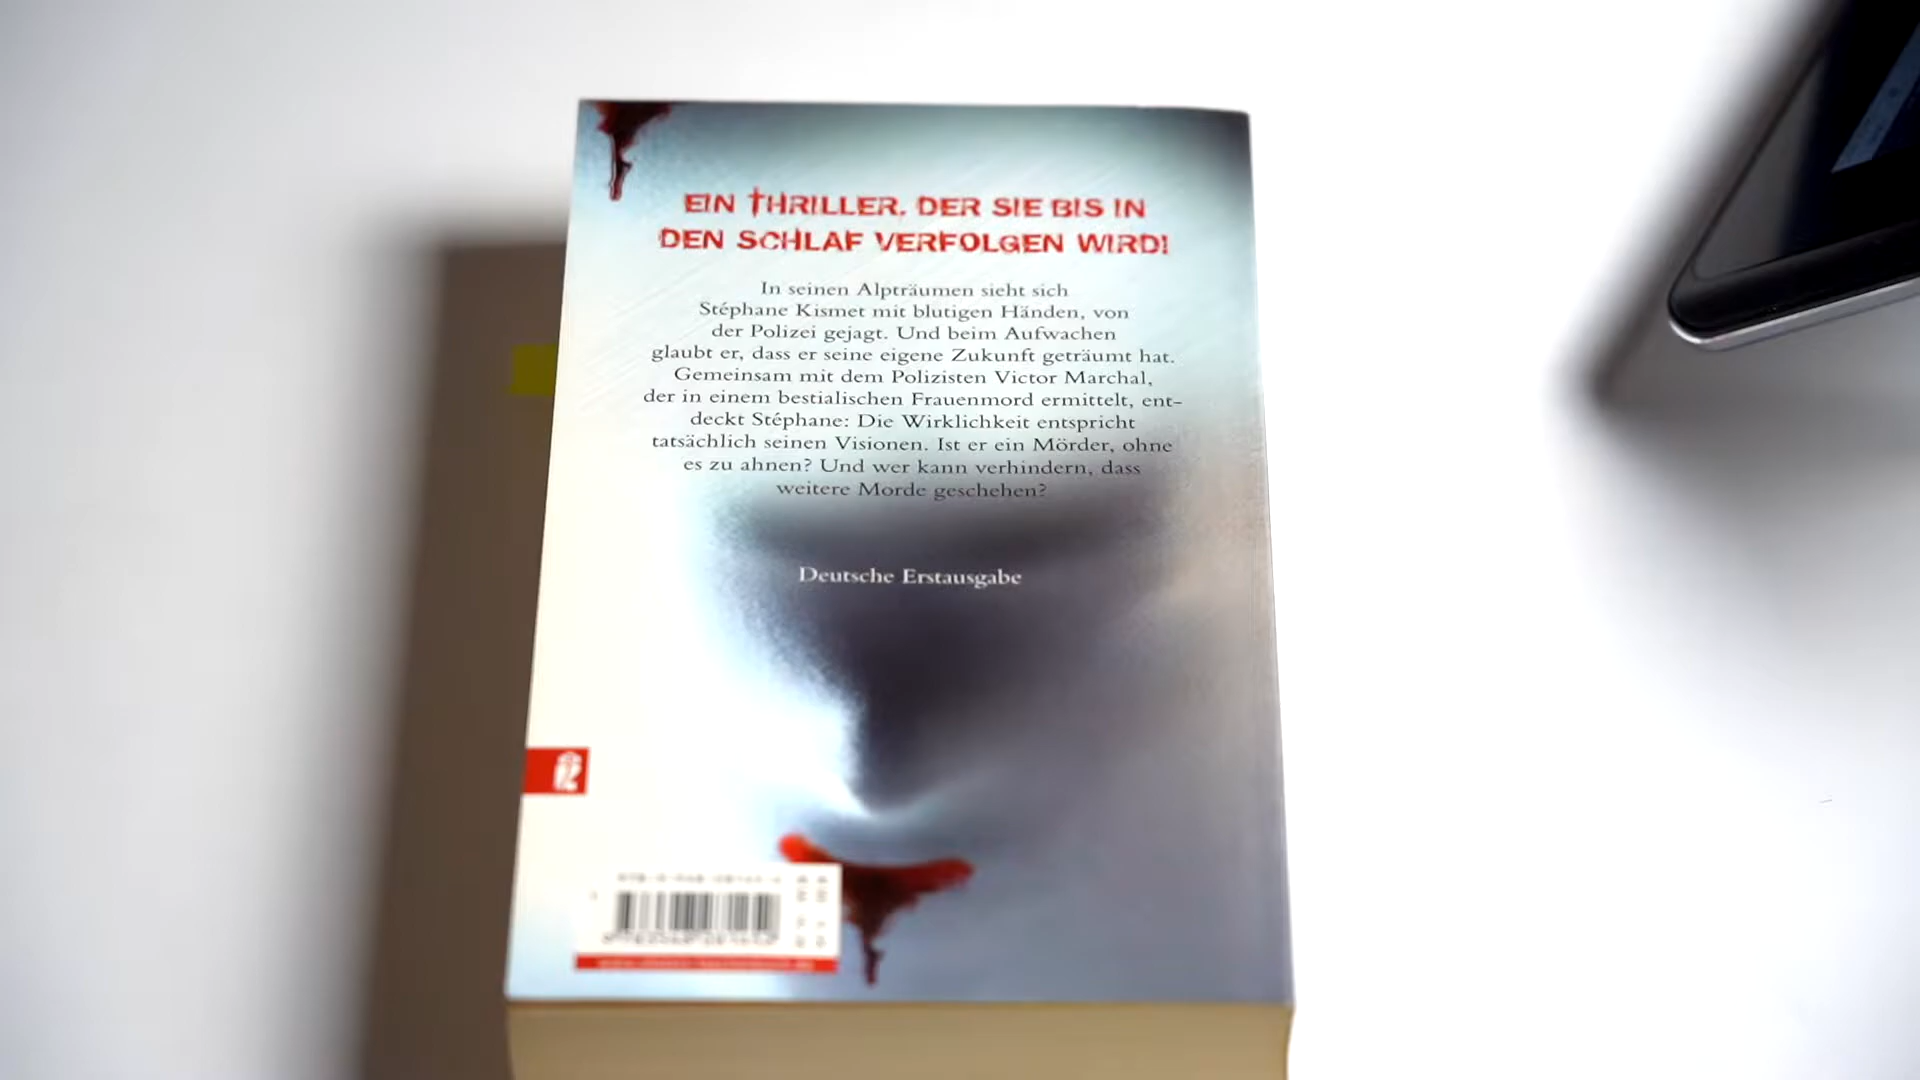 EIN THRILLER, DER SIE BIS IN
DEN SCHLAF VERFOLGEN WIRD!
In seinen Alpträumen sieht sich
Stéphane Kismet mit blutigen Händen, von
der Polizei gejagt. Und beim Aufwachen
glaubt er, dass er seine eigene Zukunft geträumt hat.
Gemeinsam mit dem Polizisten Victor Marchal,
der in einem bestialischen Frauenmord ermittelt, ent-
deckt Stéphane: Die Wirklichkeit entspricht
tatsächlich seinen Visionen. Ist er ein Mörder, ohne
es zu ahnen? Und wer kann verhindern, dass
weitere Morde geschehen?
Deutsche Erstausgabe